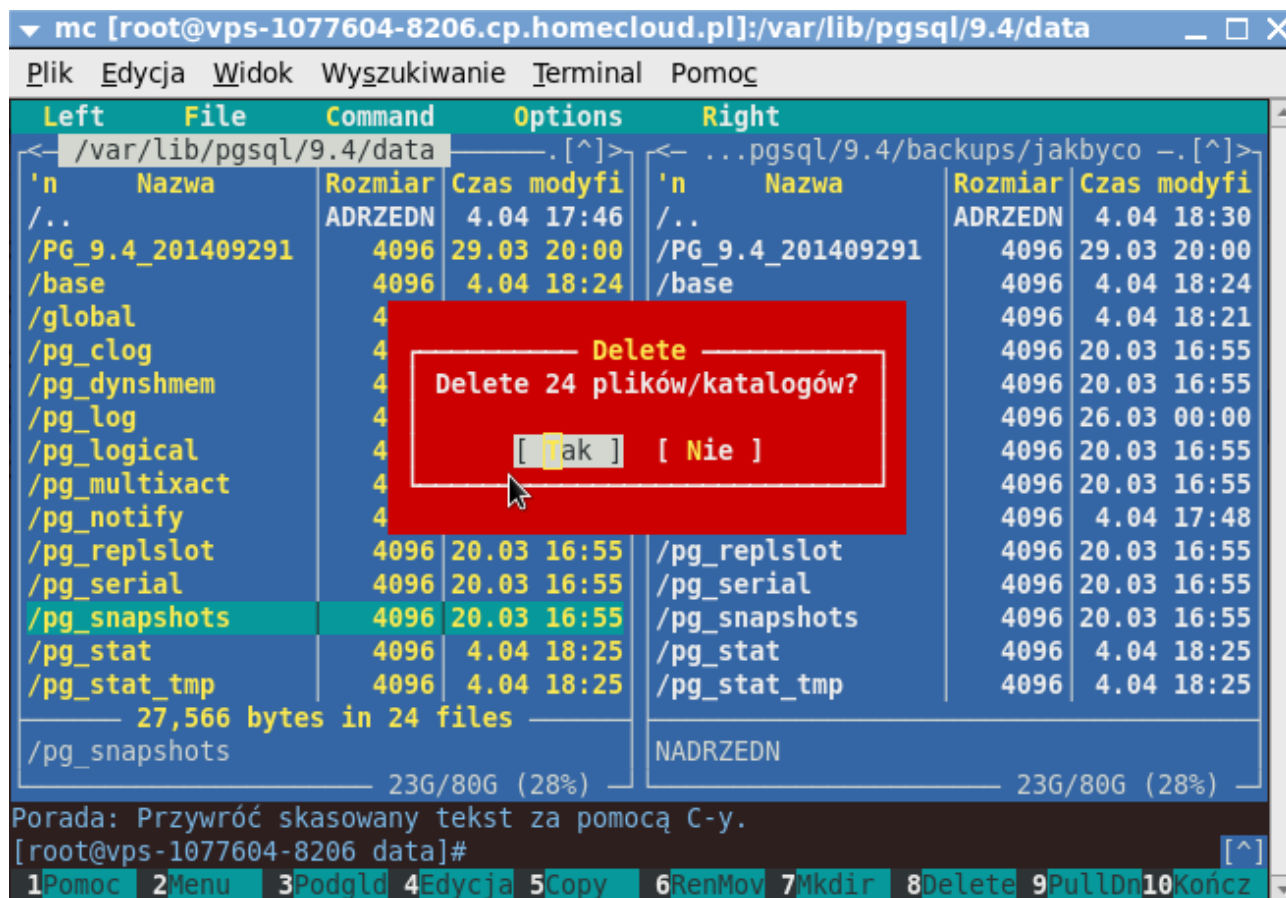 mc [root@vps-1077604-8206.cp.homecloud.pl]:/var/lib/pgsql/9.4/data
Plik Edycja Widok Wyszukiwanie Terminal Pomoc
Left File Command Options Right
<─ /var/lib/pgsql/9.4/data ─.[^]> <─ ...pgsql/9.4/backups/jakbyco ─.[^]>
'n Nazwa Rozmiar Czas modyfi 'n Nazwa Rozmiar Czas modyfi
/.. ADRZEDN 4.04 17:46 /.. ADRZEDN 4.04 18:30
/PG_9.4_201409291 4096 29.03 20:00 /PG_9.4_201409291 4096 29.03 20:00
/base 4096 4.04 18:24 /base 4096 4.04 18:24
/global 4 4096 4.04 18:21
/pg_clog 4 Delete 4096 20.03 16:55
/pg_dynshmem 4 Delete 24 plików/katalogów? 4096 20.03 16:55
/pg_log 4 4096 26.03 00:00
/pg_logical 4 [ Tak ] [ Nie ] 4096 20.03 16:55
/pg_multixact 4 4096 20.03 16:55
/pg_notify 4 4096 4.04 17:48
/pg_replslot 4096 20.03 16:55 /pg_replslot 4096 20.03 16:55
/pg_serial 4096 20.03 16:55 /pg_serial 4096 20.03 16:55
/pg_snapshots 4096 20.03 16:55 /pg_snapshots 4096 20.03 16:55
/pg_stat 4096 4.04 18:25 /pg_stat 4096 4.04 18:25
/pg_stat_tmp 4096 4.04 18:25 /pg_stat_tmp 4096 4.04 18:25
27,566 bytes in 24 files
/pg_snapshots NADRZEDN
23G/80G (28%) 23G/80G (28%)
Porada: Przywróć skasowany tekst za pomocą C-y.
[root@vps-1077604-8206 data]# [^]
1Pomoc 2Menu 3Podgld 4Edycja 5Copy 6RenMov 7Mkdir 8Delete 9PullDn 10Kończ